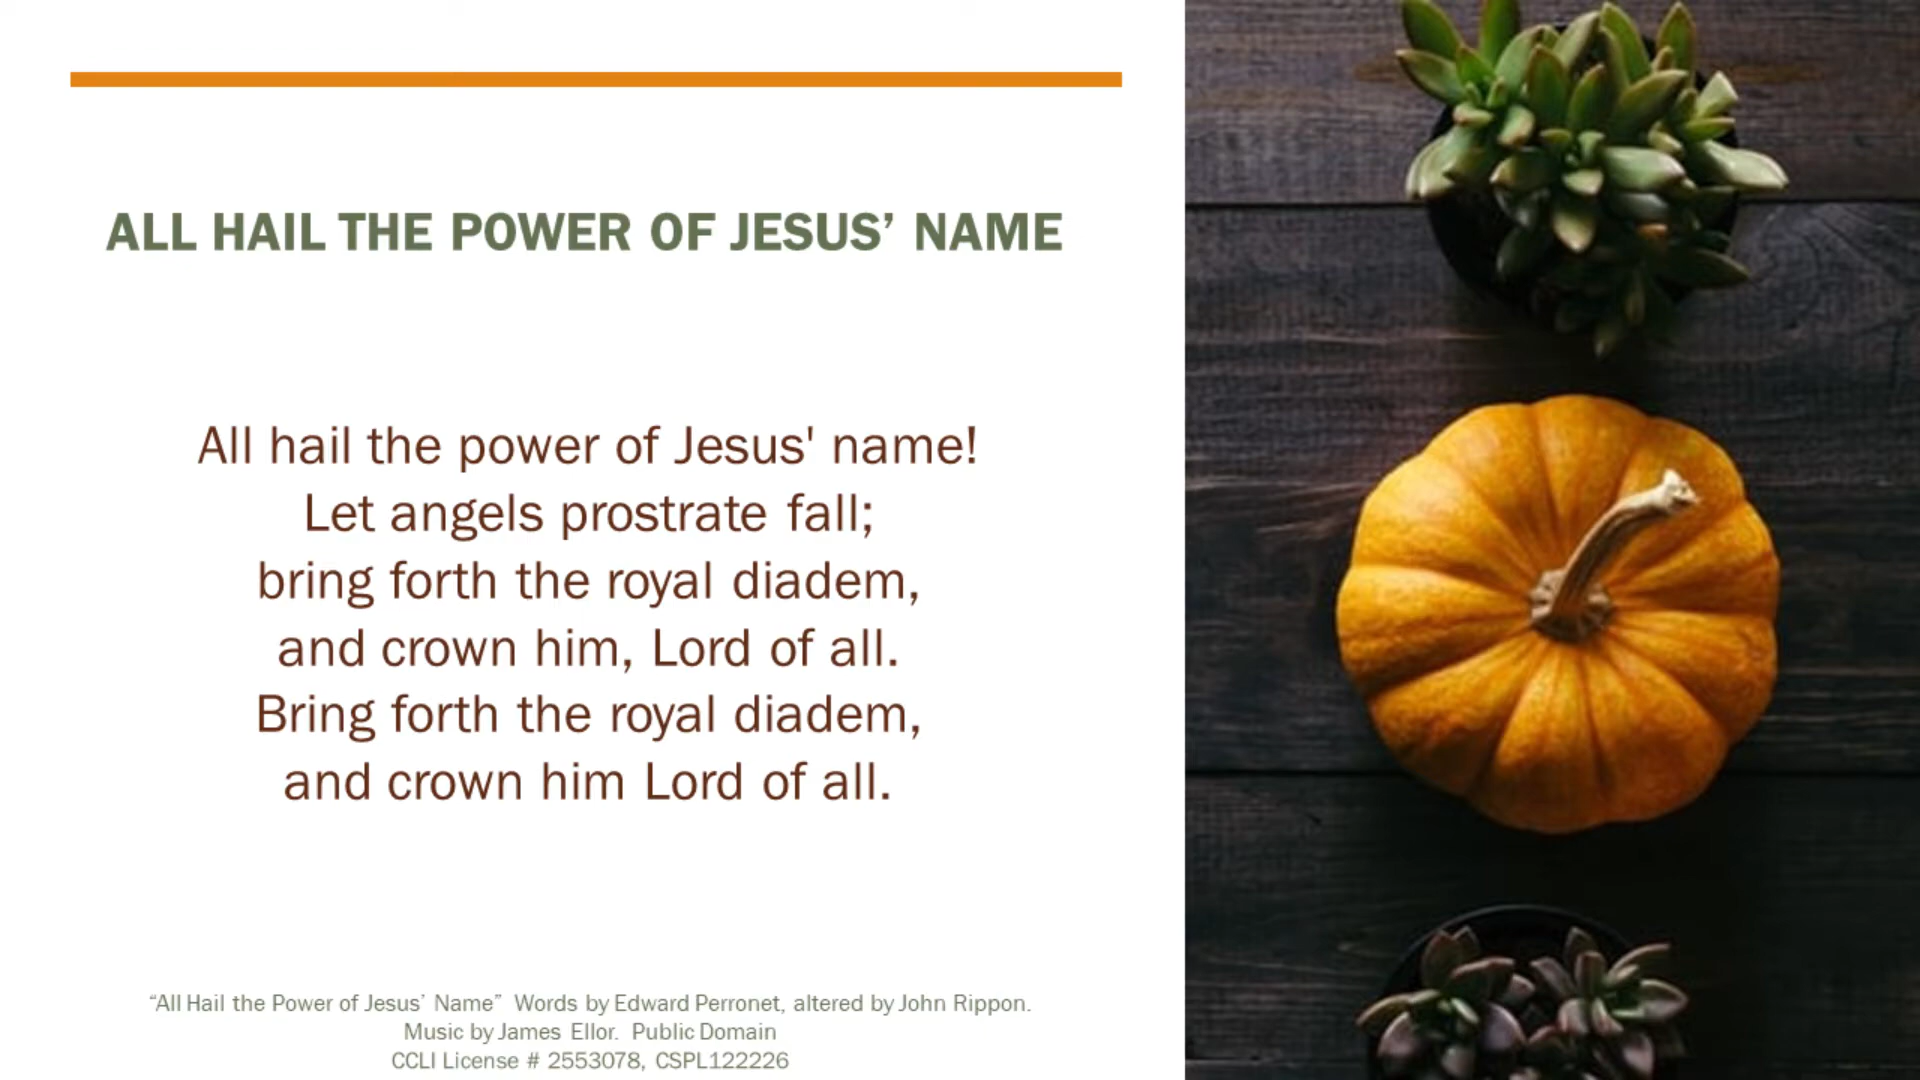 ALL HAIL THE POWER OF JESUS’ NAME
All hail the power of Jesus' name!
Let angels prostrate fall;
bring forth the royal diadem,
and crown him, Lord of all.
Bring forth the royal diadem,
and crown him Lord of all.
“All Hail the Power of Jesus’ Name” Words by Edward Perronet, altered by John Rippon.
Music by James Ellor. Public Domain
CCLI License # 2553078, CSPL122226